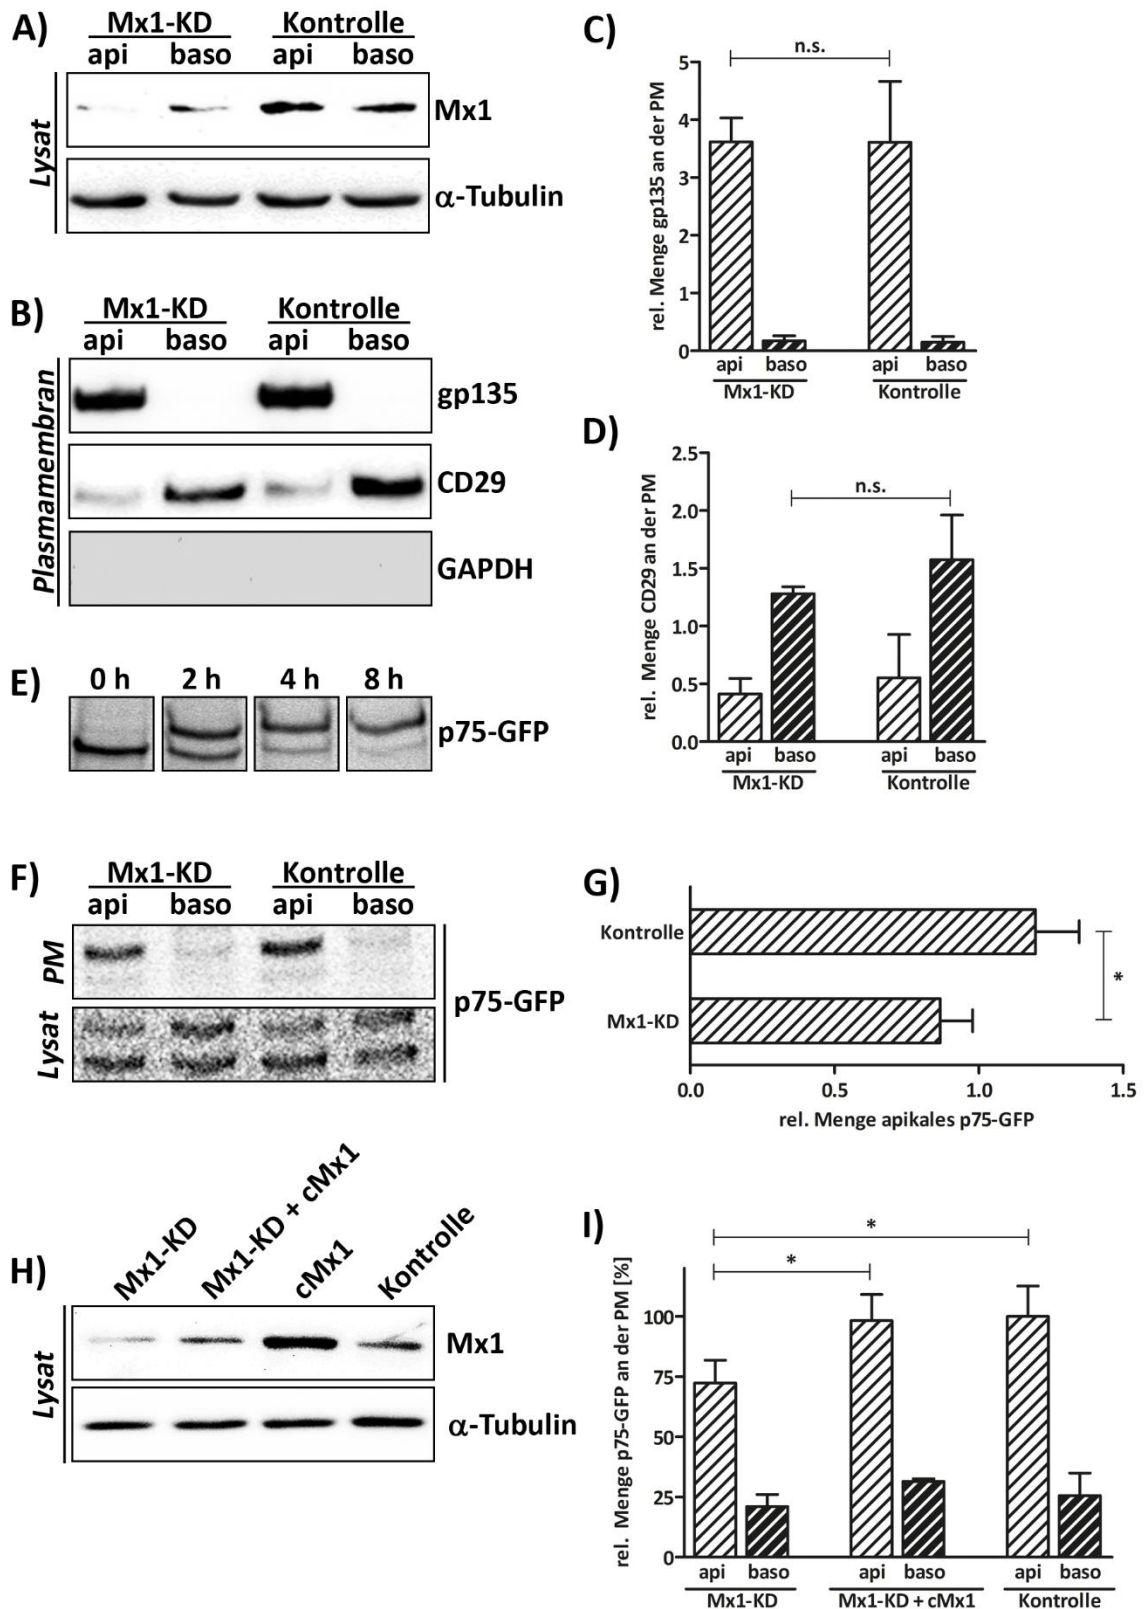 A)
Mx1-KD Kontrolle
api baso api baso
Lysat
Mx1
α-Tubulin
B)
Mx1-KD Kontrolle
api baso api baso
Plasmamembran
gp135
CD29
GAPDH
C)
n.s.
rel. Menge gp135 an der PM
5
4
3
2
1
0
api baso api baso
Mx1-KD Kontrolle
D)
n.s.
rel. Menge CD29 an der PM
2.5
2.0
1.5
1.0
0.5
0.0
api baso api baso
Mx1-KD Kontrolle
E)
0 h 2 h 4 h 8 h
p75-GFP
F)
Mx1-KD Kontrolle
api baso api baso
PM
Lysat
p75-GFP
G)
Kontrolle
Mx1-KD
*
0.0 0.5 1.0 1.5
rel. Menge apikales p75-GFP
H)
Mx1-KD
Mx1-KD + cMx1
cMx1
Kontrolle
Lysat
Mx1
α-Tubulin
I)
*
*
rel. Menge p75-GFP an der PM [%]
100
75
50
25
0
api baso api baso api baso
Mx1-KD Mx1-KD + cMx1 Kontrolle